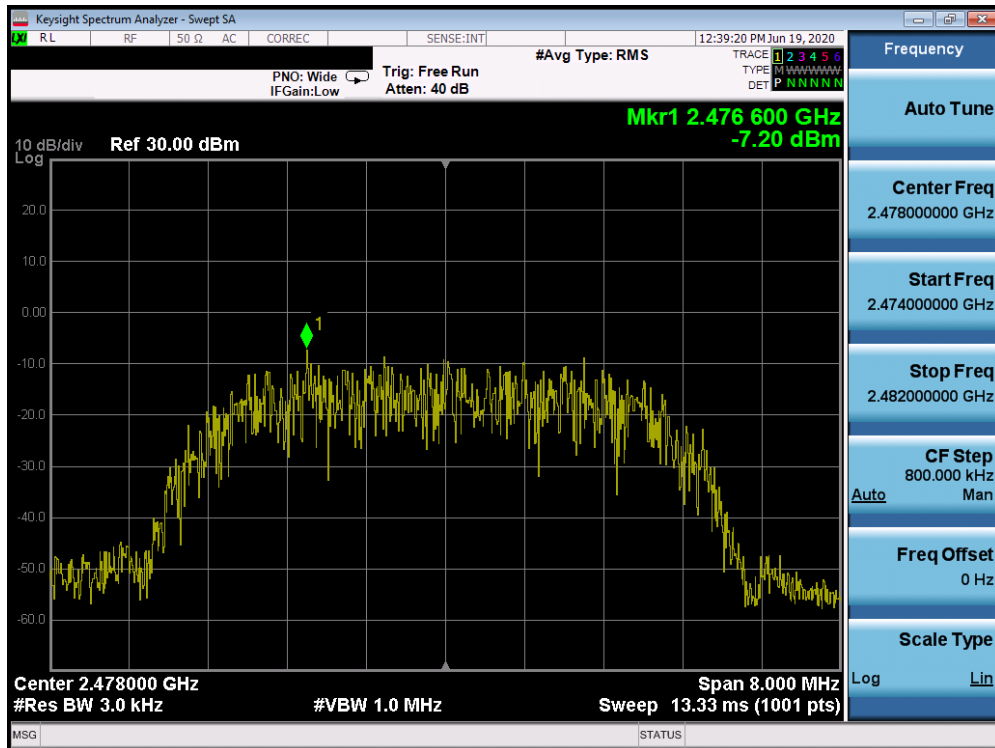 Keysight Spectrum Analyzer - Swept SA
LXI RL RF 50 Ω AC CORREC SENSE:INT 12:39:20 PM Jun 19, 2020
PNO: Wide
IFGain:Low
Trig: Free Run
Atten: 40 dB
#Avg Type: RMS
TRACE 1 2 3 4 5 6
TYPE M W W W W W
DET P N N N N N
Mkr1 2.476 600 GHz
-7.20 dBm
10 dB/div Ref 30.00 dBm
Log
20.0
10.0
0.00
1
-10.0
-20.0
-30.0
-40.0
-50.0
-60.0
Center 2.478000 GHz Span 8.000 MHz
#Res BW 3.0 kHz #VBW 1.0 MHz Sweep 13.33 ms (1001 pts)
MSG STATUS
Frequency
Auto Tune
Center Freq
2.478000000 GHz
Start Freq
2.474000000 GHz
Stop Freq
2.482000000 GHz
CF Step
800.000 kHz
Auto Man
Freq Offset
0 Hz
Scale Type
Log Lin